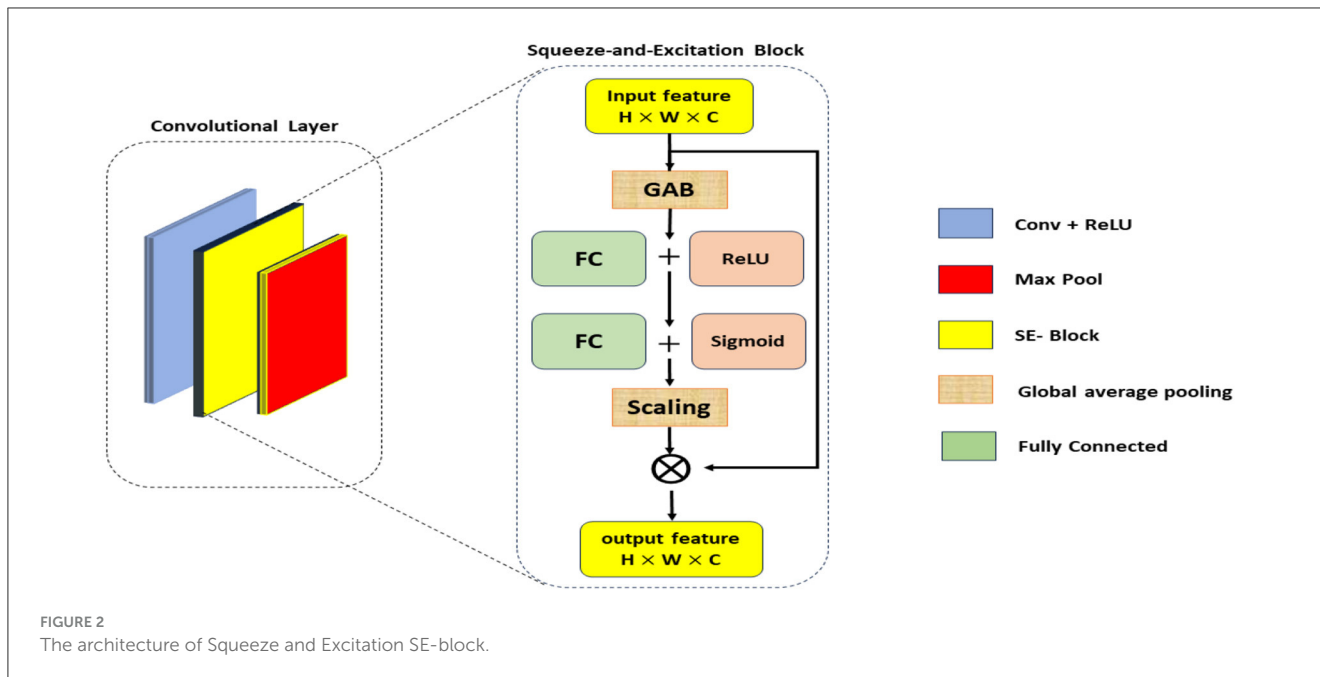 Squeeze-and-Excitation Block
Convolutional Layer
Input feature
H × W × C
GAB
FC + ReLU
FC + Sigmoid
Scaling
output feature
H × W × C
Conv + ReLU
Max Pool
SE- Block
Global average pooling
Fully Connected
FIGURE 2
The architecture of Squeeze and Excitation SE-block.